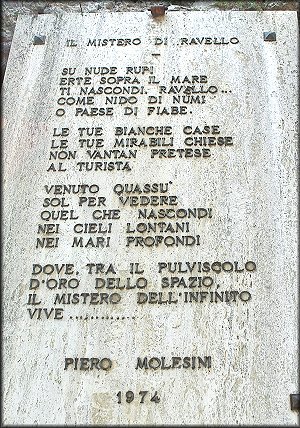 IL MISTERO DI RAVELLO
—
SU NUDE RUPI
ERTE SOPRA IL MARE
TI NASCONDI. RAVELLO...
COME NIDO DI NUMI
O PAESE DI FIABE.
LE TUE BIANCHE CASE
LE TUE MIRABILI CHIESE
NON VANTAN' PRETESE
AL TURISTA
VENUTO QUASSU'
SOL PER VEDERE
QUEL CHE NASCONDI
NEI CIELI LONTANI
NEI MARI PROFONDI
DOVE, TRA IL PULVISCOLO
D'ORO DELLO SPAZIO,
IL MISTERO DELL'INFINITO
VIVE .............
PIERO MOLESINI
1974